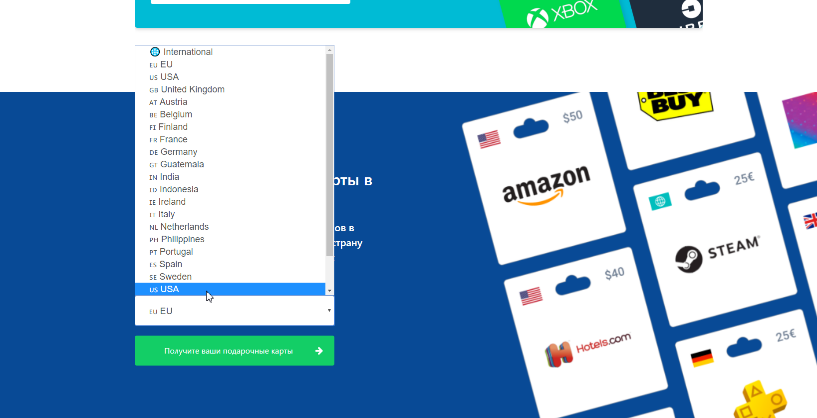 XBOX
🌐 International
EU EU
US USA
GB United Kingdom
AT Austria
BE Belgium
FI Finland
FR France
DE Germany
GT Guatemala
IN India
ID Indonesia
IE Ireland
IT Italy
NL Netherlands
PH Philippines
PT Portugal
ES Spain
SE Sweden
US USA
EU EU
рты в
ов в
страну
Получите ваши подарочные карты
BUY
$50
amazon
25€
STEAM
$40
Hotels.com
25€